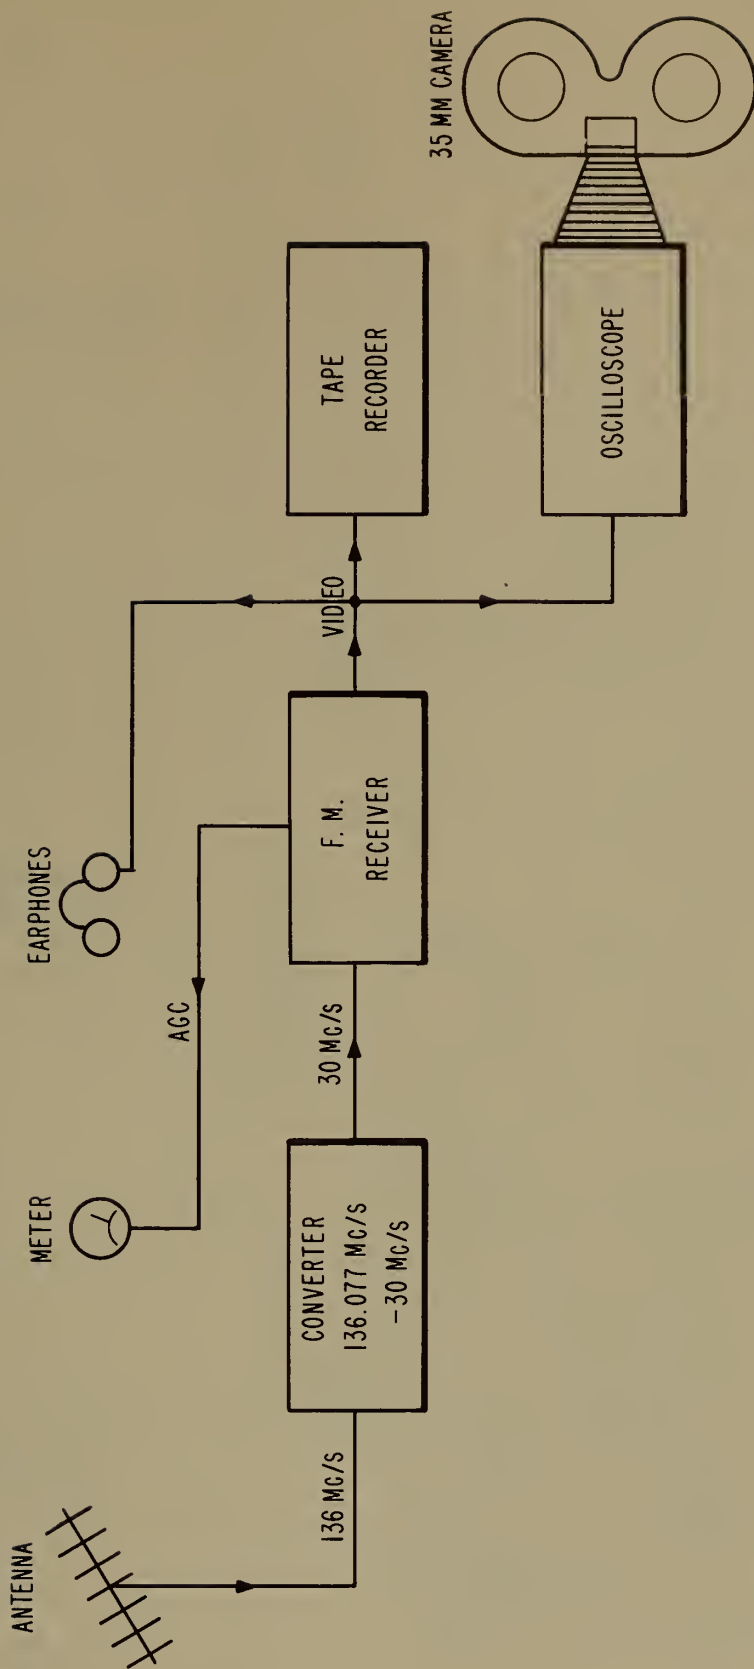 ANTENNA
METER
EARPHONES
35 MM CAMERA
136 Mc/s
CONVERTER
136.077 Mc/s
-30 Mc/s
30 Mc/s
AGC
F. M.
RECEIVER
VIDEO
TAPE
RECORDER
OSCILLOSCOPE